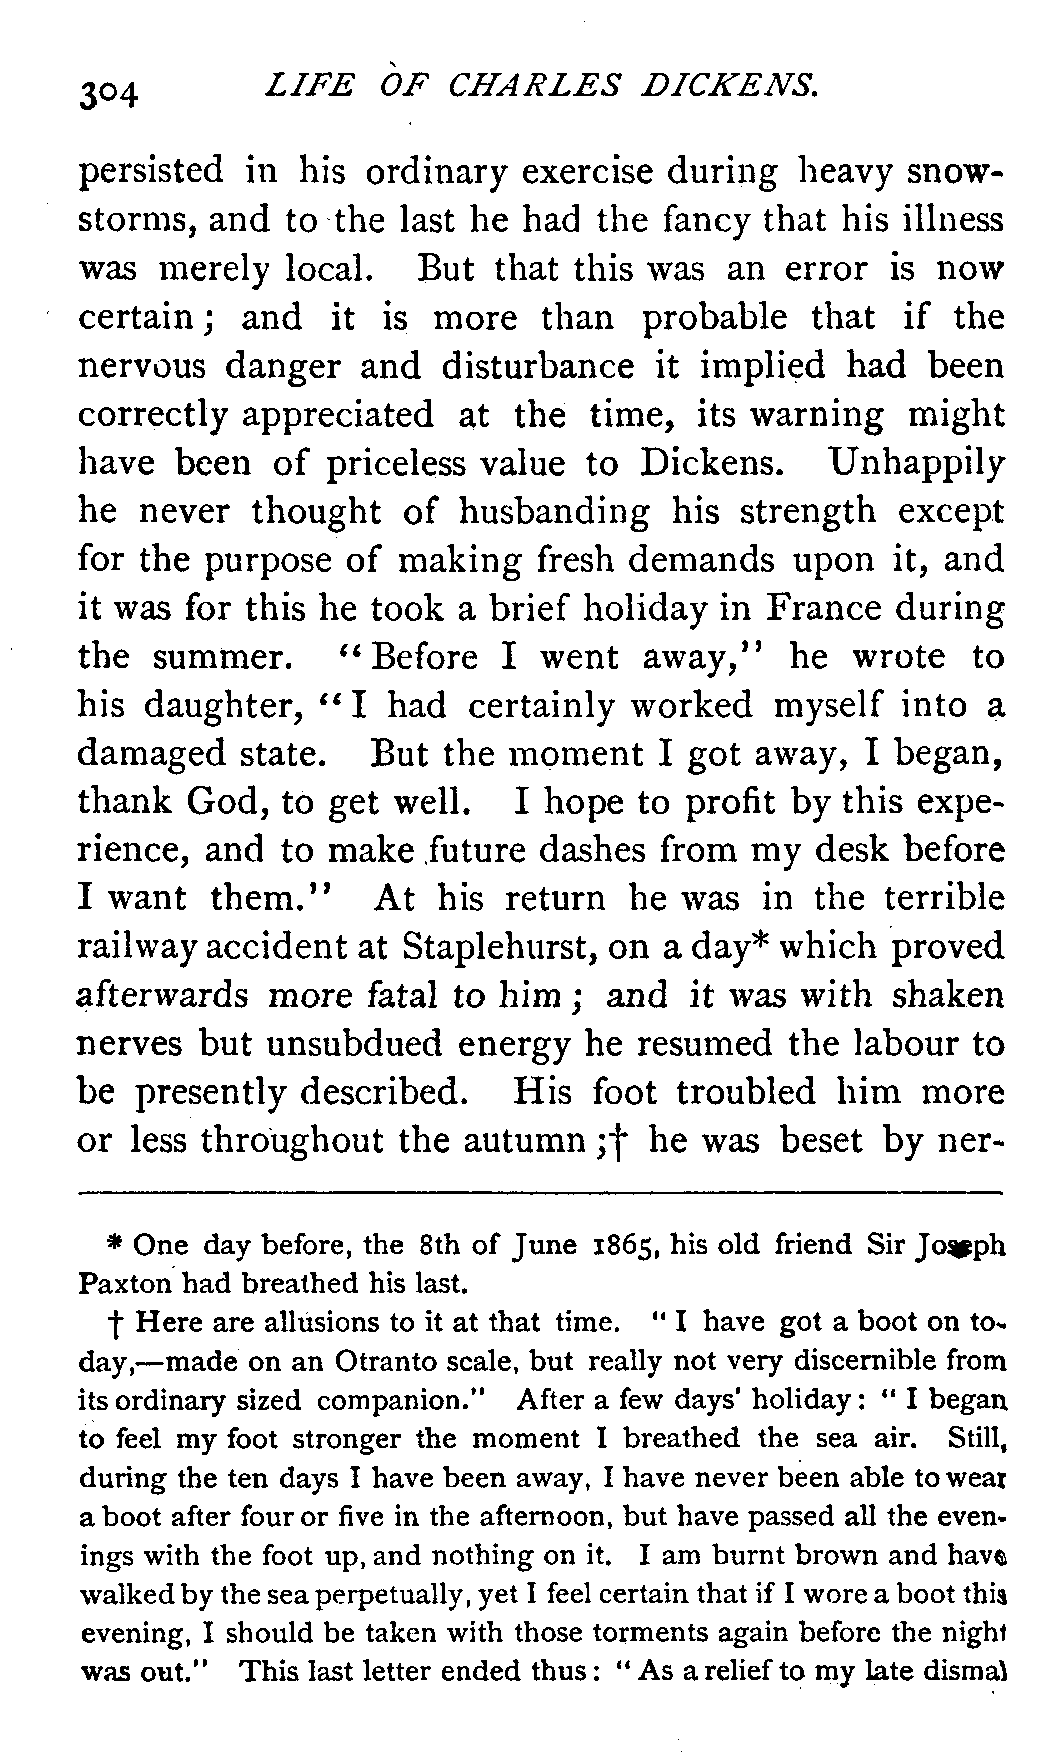 304 LIFE OF CHARLES DICKENS.
persisted in his ordinary exercise during heavy snow-
storms, and to the last he had the fancy that his illness
was merely local. But that this was an error is now
certain; and it is more than probable that if the
nervous danger and disturbance it implied had been
correctly appreciated at the time, its warning might
have been of priceless value to Dickens. Unhappily
he never thought of husbanding his strength except
for the purpose of making fresh demands upon it, and
it was for this he took a brief holiday in France during
the summer. "Before I went away," he wrote to
his daughter, "I had certainly worked myself into a
damaged state. But the moment I got away, I began,
thank God, to get well. I hope to profit by this expe-
rience, and to make future dashes from my desk before
I want them." At his return he was in the terrible
railway accident at Staplehurst, on a day* which proved
afterwards more fatal to him; and it was with shaken
nerves but unsubdued energy he resumed the labour to
be presently described. His foot troubled him more
or less throughout the autumn;† he was beset by ner-
* One day before, the 8th of June 1865, his old friend Sir Joseph
Paxton had breathed his last.
† Here are allusions to it at that time. "I have got a boot on to-
day,—made on an Otranto scale, but really not very discernible from
its ordinary sized companion." After a few days' holiday: "I began
to feel my foot stronger the moment I breathed the sea air. Still,
during the ten days I have been away, I have never been able to wear
a boot after four or five in the afternoon, but have passed all the even-
ings with the foot up, and nothing on it. I am burnt brown and have
walked by the sea perpetually, yet I feel certain that if I wore a boot this
evening, I should be taken with those torments again before the night
was out." This last letter ended thus: "As a relief to my late dismal